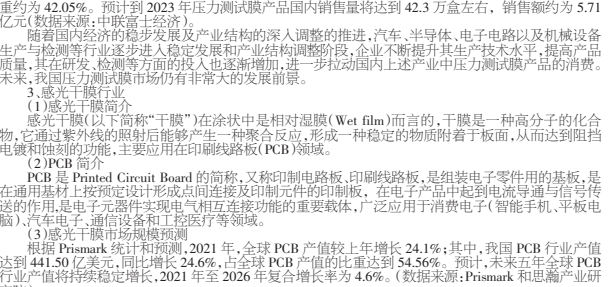 重约为 42.05%。预计到 2023 年压力测试膜产品国内销售量将达到 42.3 万盒左右，销售额约为 5.71
亿元(数据来源:中联富士经济)。
随着国内经济的稳步发展及产业结构的深入调整的推进,汽车、半导体、电子电路以及机械设备
生产与检测等行业逐步进入稳定发展和产业结构调整阶段,企业不断提升其生产技术水平,提高产品
质量,其在研发、检测等方面的投入也逐渐增加,进一步拉动国内上述产业中压力测试膜产品的消费。
未来,我国压力测试膜市场仍有非常大的发展前景。
3、感光干膜行业
(1)感光干膜简介
感光干膜(以下简称“干膜”)在涂状中是相对湿膜(Wet film)而言的,干膜是一种高分子的化合
物,它通过紫外线的照射后能够产生一种聚合反应,形成一种稳定的物质附着于板面,从而达到阻挡
电镀和蚀刻的功能,主要应用在印刷线路板(PCB)领域。
(2)PCB 简介
PCB 是 Printed Circuit Board 的简称,又称印制电路板、印刷线路板,是组装电子零件用的基板,是
在通用基材上按预定设计形成点间连接及印制元件的印制板，在电子产品中起到电流导通与信号传
送的作用,是电子元器件实现电气相互连接功能的重要载体,广泛应用于消费电子(智能手机、平板电
脑)、汽车电子、通信设备和工控医疗等领域。
(3)感光干膜市场规模预测
根据 Prismark 统计和预测,2021 年,全球 PCB 产值较上年增长 24.1%;其中,我国 PCB 行业产值
达到 441.50 亿美元,同比增长 24.6%,占全球 PCB 产值的比重达到 54.56%。预计,未来五年全球 PCB
行业产值将持续稳定增长,2021 年至 2026 年复合增长率为 4.6%。(数据来源:Prismark 和思瀚产业研